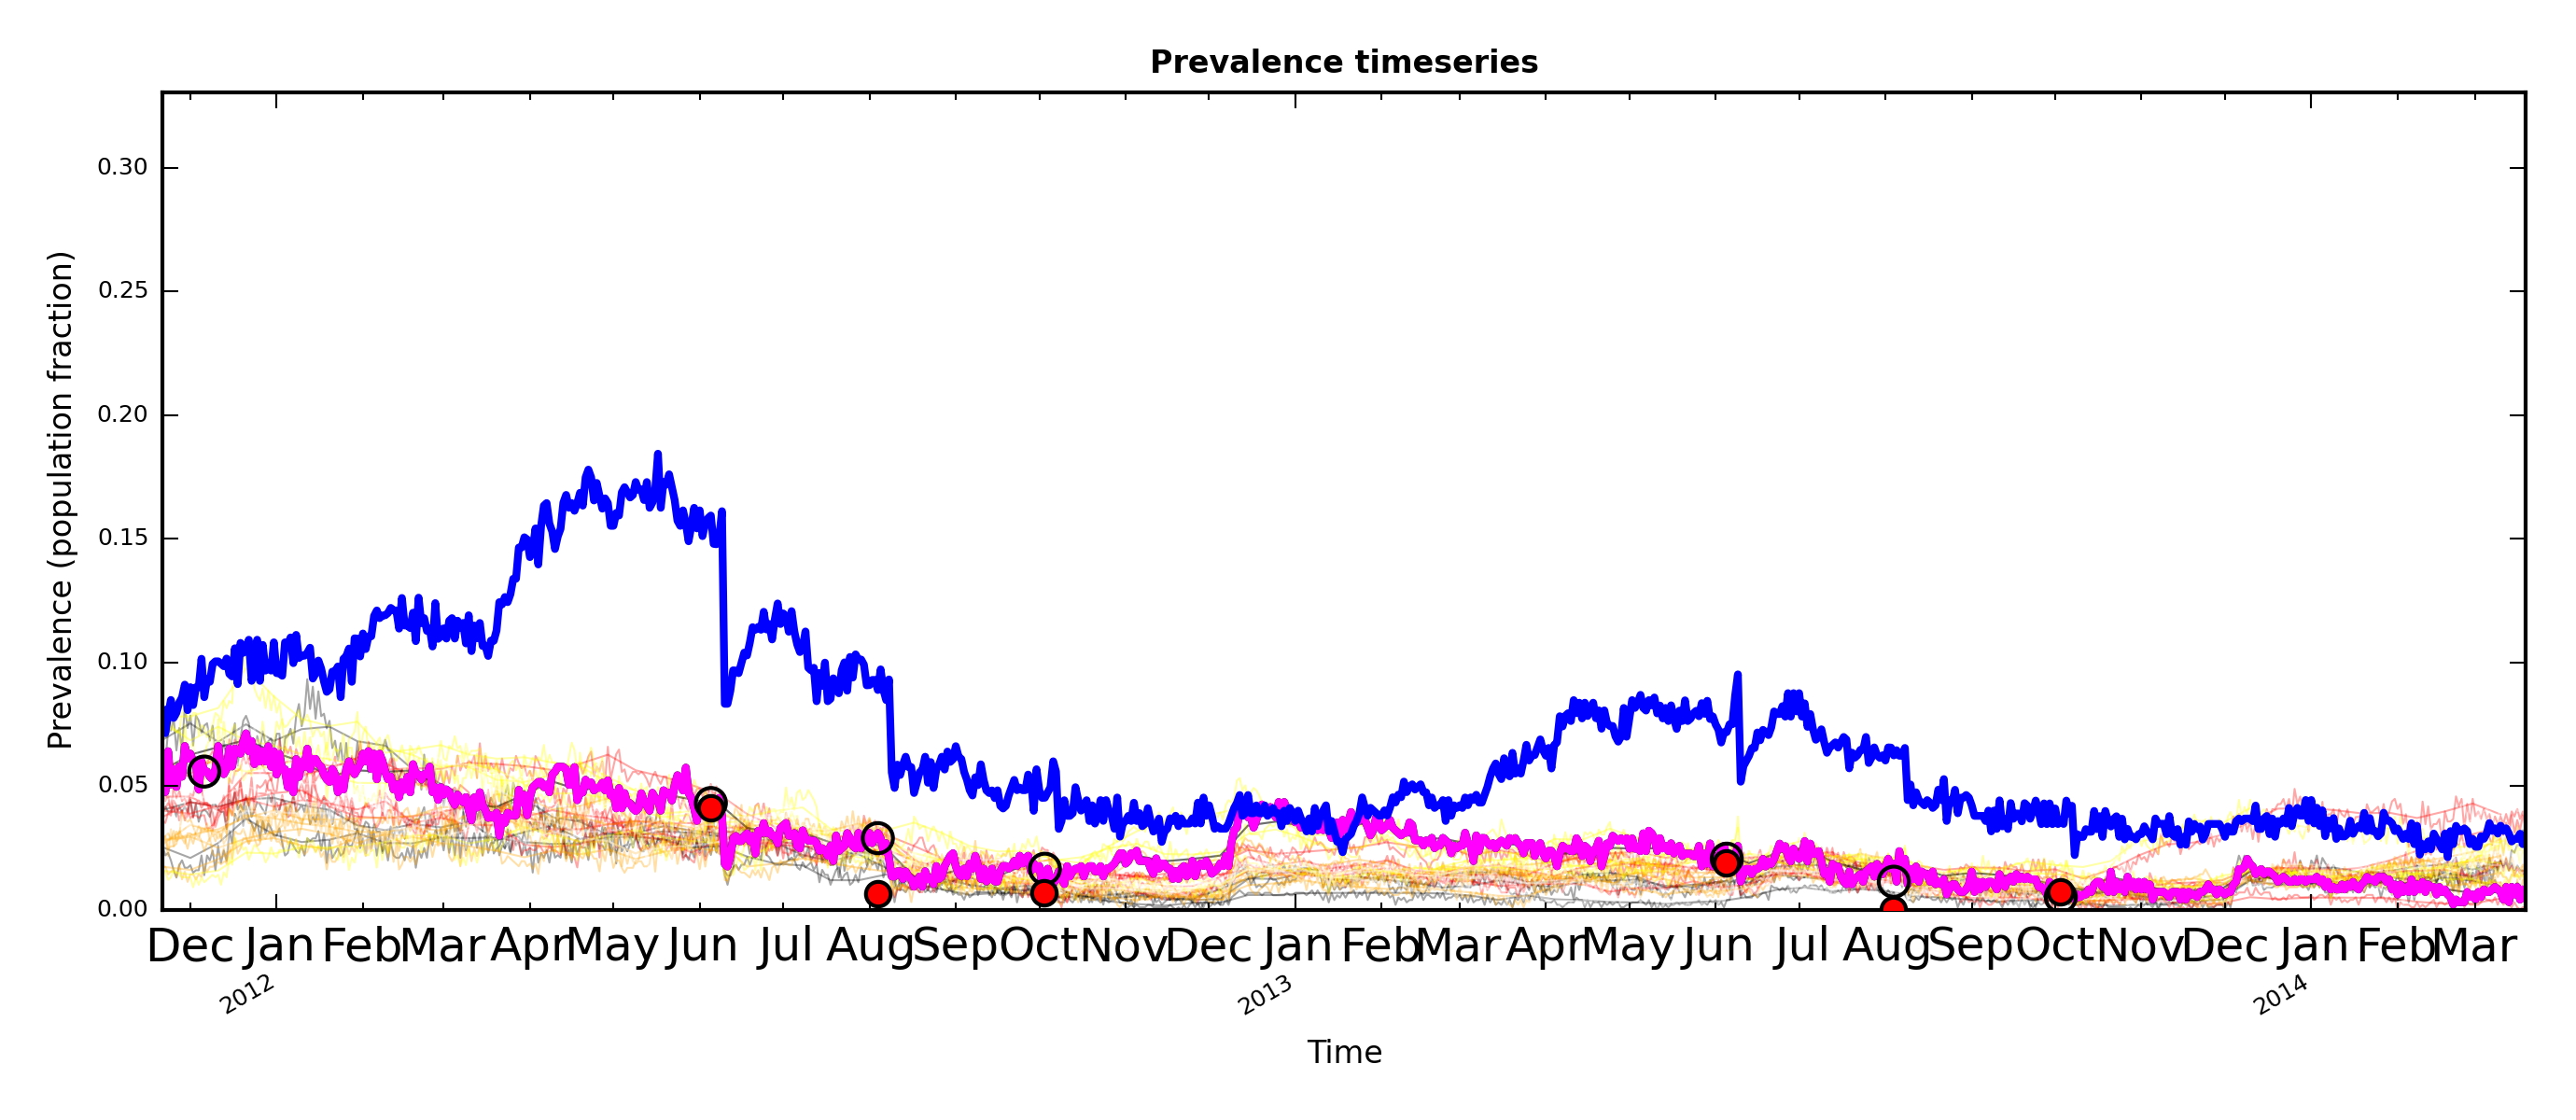 Prevalence timeseries
Prevalence (population fraction)
0.30
0.25
0.20
0.15
0.10
0.05
0.00
Dec Jan Feb Mar Apr May Jun Jul Aug Sep Oct Nov Dec Jan Feb Mar Apr May Jun Jul Aug Sep Oct Nov Dec Jan Feb Mar
2012 2013 2014
Time